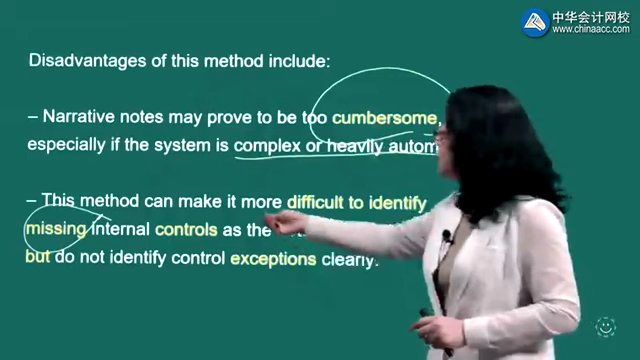 中华会计网校
www.chinaacc.com
Disadvantages of this method include:
– Narrative notes may prove to be too cumbersome,
especially if the system is complex or heavily autom
– This method can make it more difficult to identify
missing internal controls as the
but do not identify control exceptions clearly.